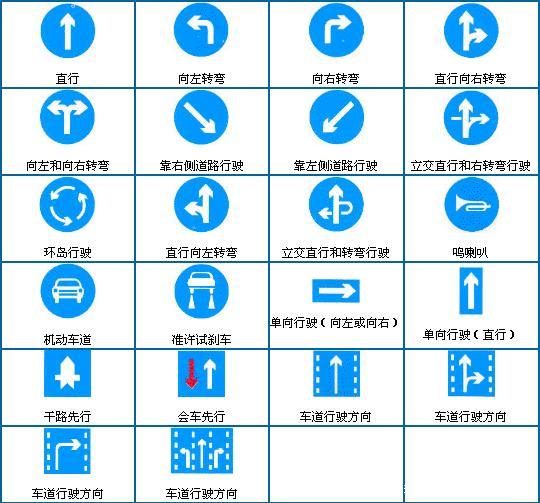 直行
向左转弯
向右转弯
直行向右转弯
向左和向右转弯
靠右侧道路行驶
靠左侧道路行驶
立交直行和右转弯行驶
环岛行驶
直行向左转弯
立交直行和转弯行驶
鸣喇叭
机动车道
准许试刹车
单向行驶（向左或向右）
单向行驶（直行）
干路先行
会车先行
车道行驶方向
车道行驶方向
车道行驶方向
车道行驶方向